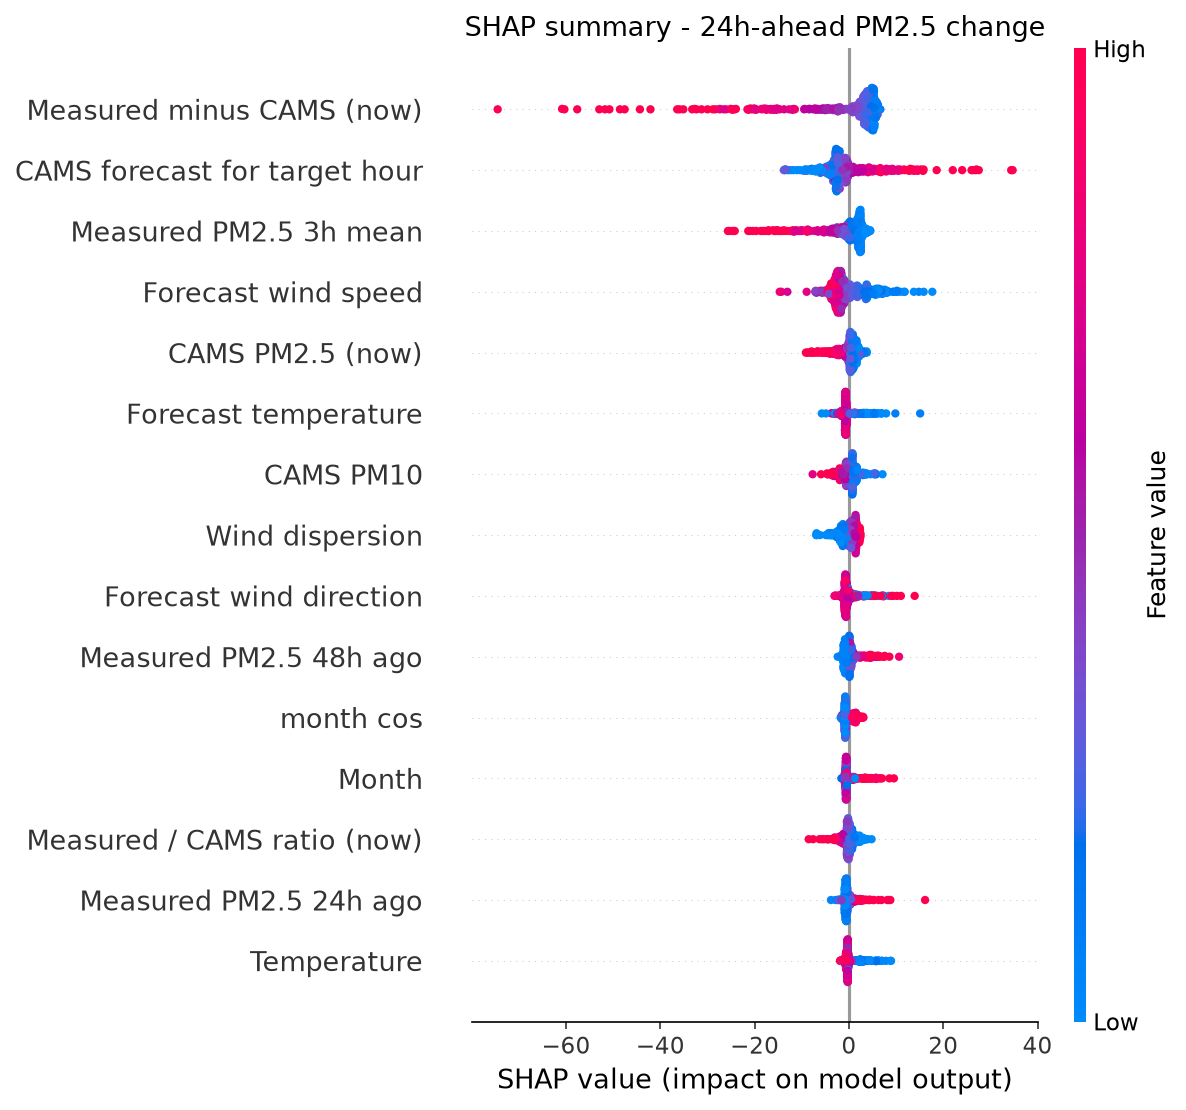 SHAP summary - 24h-ahead PM2.5 change
High
Measured minus CAMS (now)
CAMS forecast for target hour
Measured PM2.5 3h mean
Forecast wind speed
CAMS PM2.5 (now)
Forecast temperature
CAMS PM10
Wind dispersion
Forecast wind direction
Measured PM2.5 48h ago
month cos
Month
Measured / CAMS ratio (now)
Measured PM2.5 24h ago
Temperature
Feature value
Low
−60 −40 −20 0 20 40
SHAP value (impact on model output)